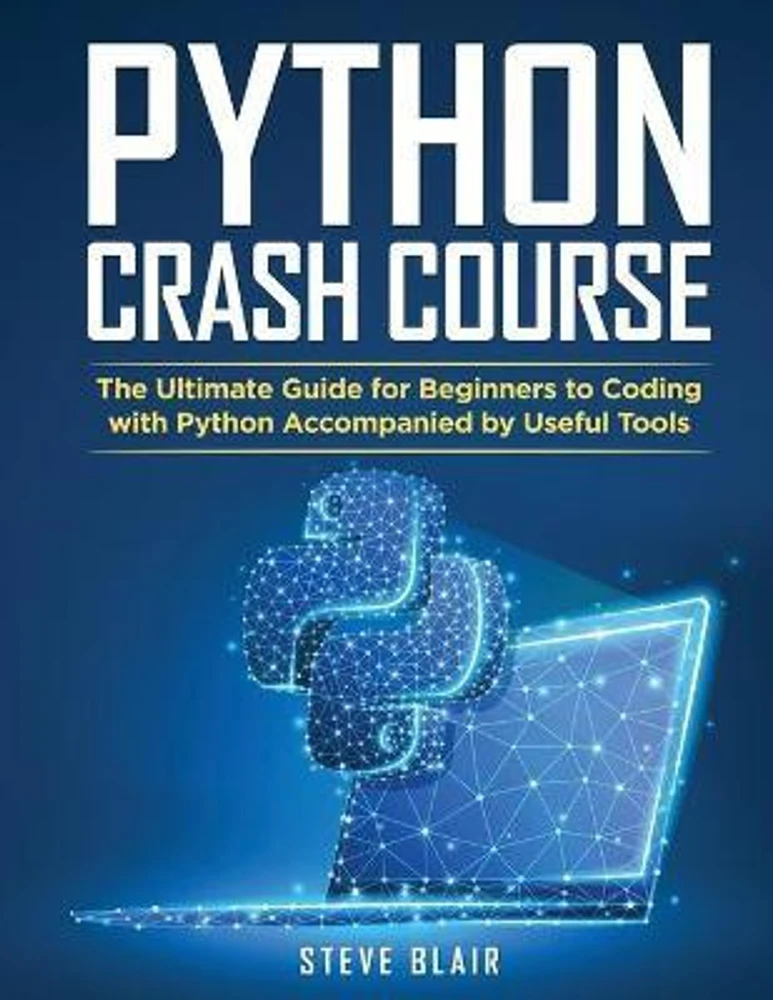 PYTHON
CRASH COURSE
The Ultimate Guide for Beginners to Coding
with Python Accompanied by Useful Tools
STEVE BLAIR